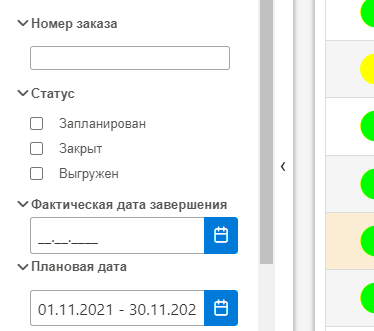 Номер заказа
Статус
Запланирован
Закрыт
Выгружен
Фактическая дата завершения
__.__.____
Плановая дата
01.11.2021 - 30.11.202